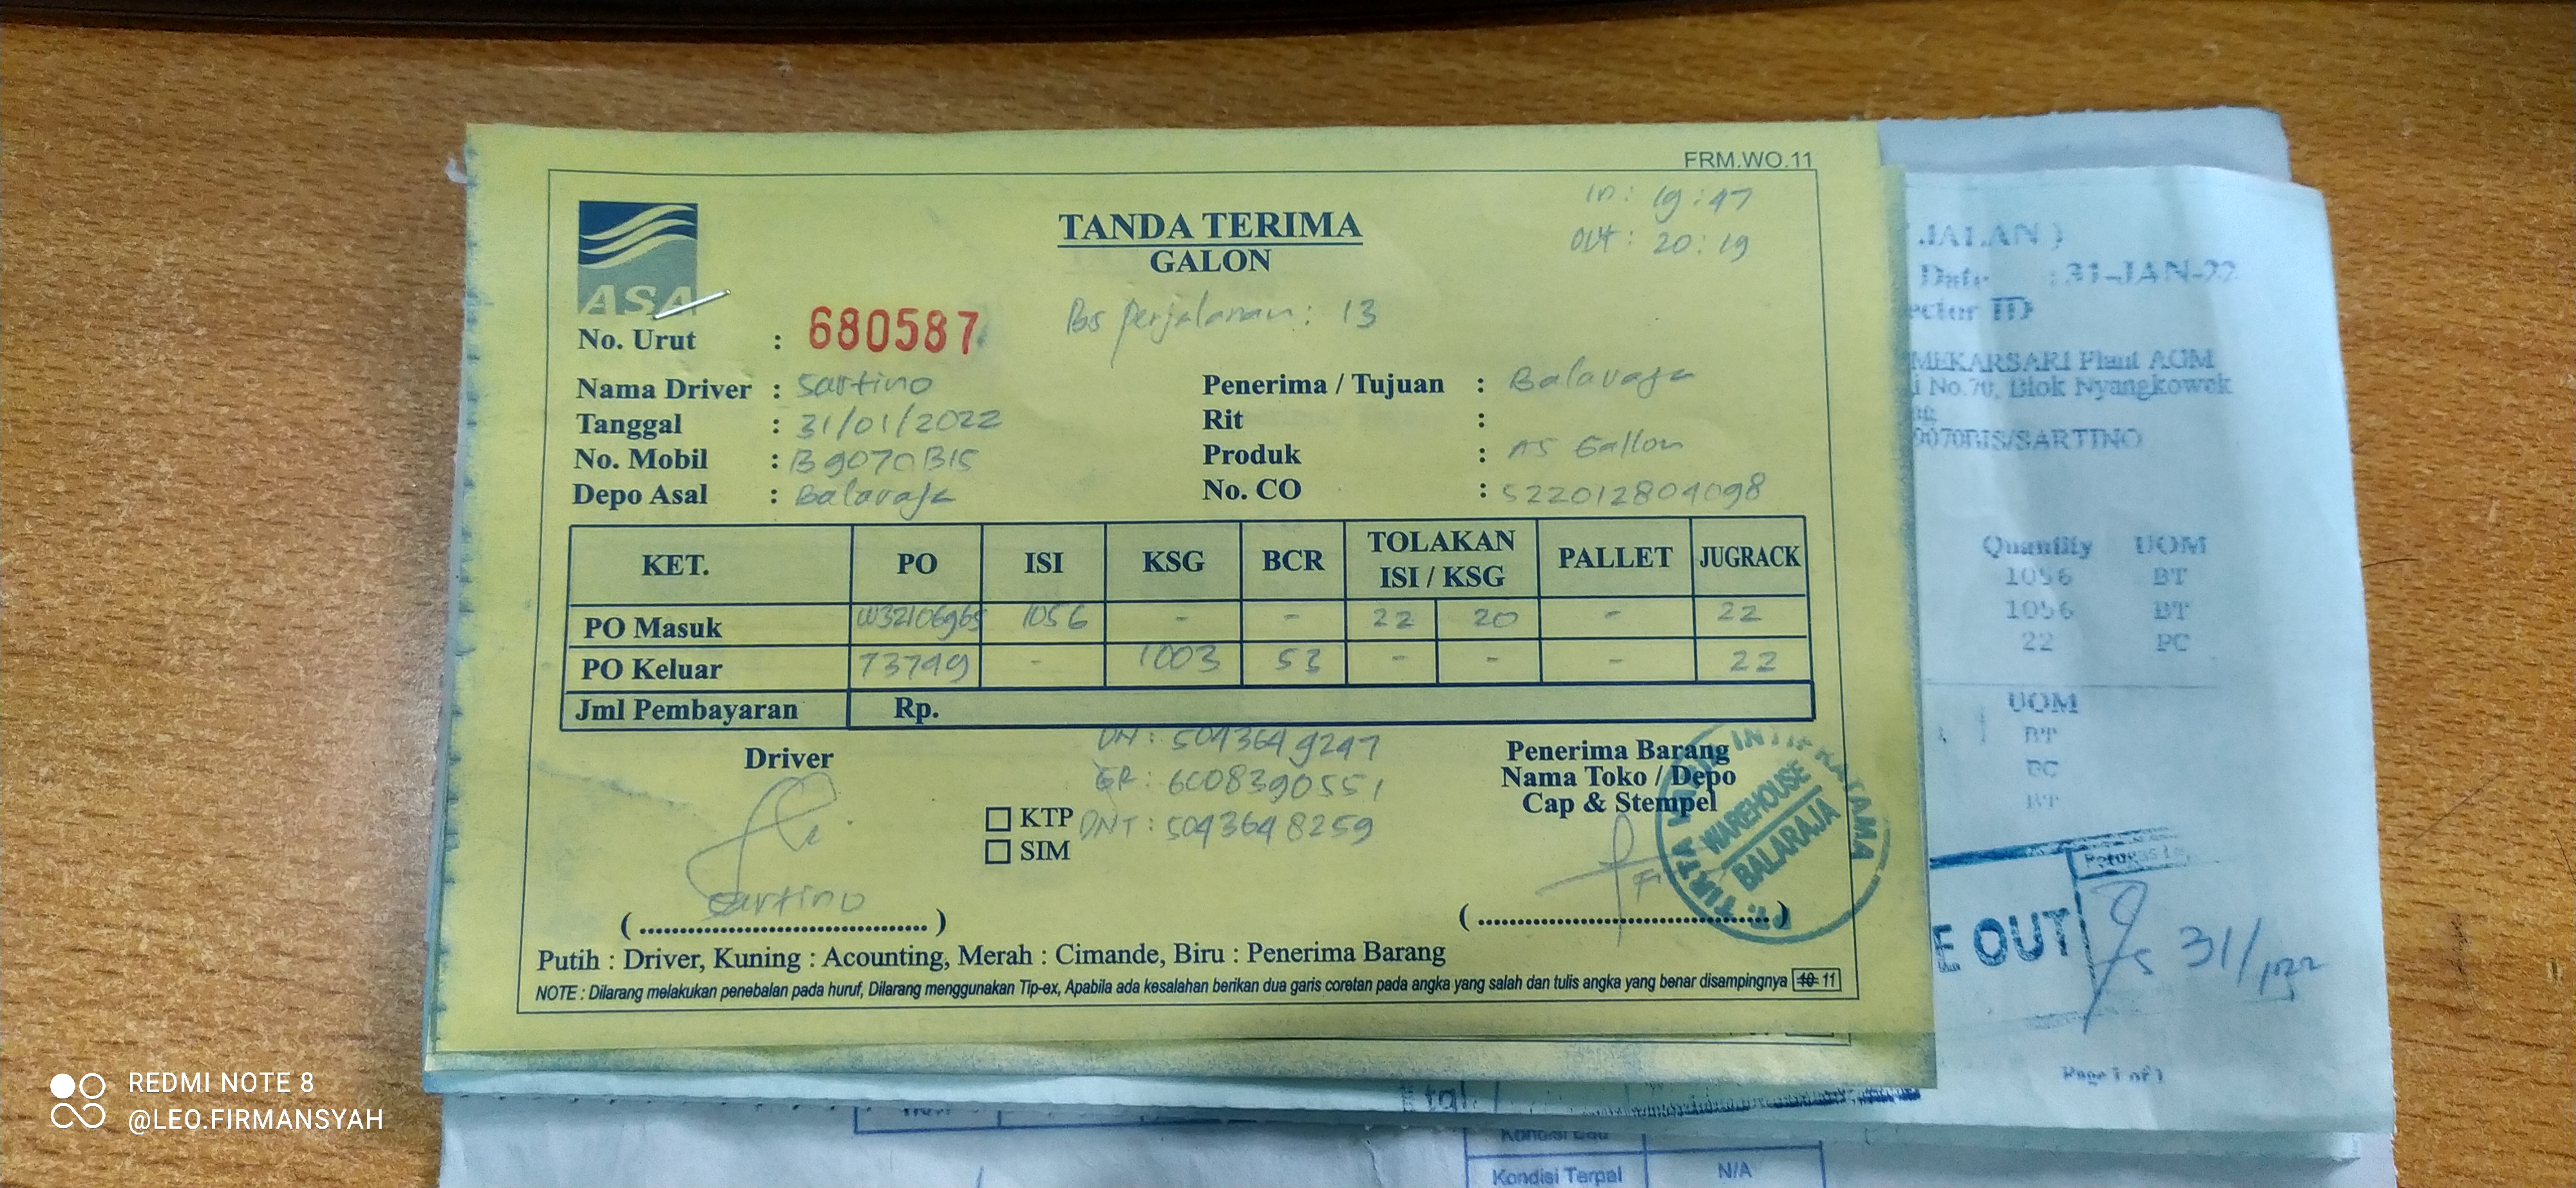 FRM.WO.11
In : 19:47
OUT : 20:19
ASA
TANDA TERIMA
GALON
Bs perjalanan : 13
No. Urut : 680587
Nama Driver : Sartino
Tanggal : 31/01/2022
No. Mobil : B9070BIS
Depo Asal : Balaraja
Penerima / Tujuan : Balaraja
Rit :
Produk : A5 Gallon
No. CO : 522012804098
KET. PO ISI KSG BCR TOLAKAN ISI / KSG PALLET JUGRACK
PO Masuk W32106965 1056 - - 22 20 - 22
PO Keluar 73749 - 1003 53 - - - 22
Jml Pembayaran Rp.
Driver
DN : 5043649247
GR : 6008390551
DNT : 5043648259
KTP
SIM
Sartino
(..............................)
Penerima Barang
Nama Toko / Depo
Cap & Stempel
(..............................)
PT. TIRTA VARIA INTIPRATAMA
WAREHOUSE
BALARAJA
Putih : Driver, Kuning : Acounting, Merah : Cimande, Biru : Penerima Barang
NOTE : Dilarang melakukan penebalan pada huruf, Dilarang menggunakan Tip-ex, Apabila ada kesalahan berikan dua garis coretan pada angka yang salah dan tulis angka yang benar disampingnya 10 11
JALAN )
Date : 31-JAN-22
ector ID
MEKARSARI Plant AGM
i No.70, Blok Nyangkowek
9070BIS/SARTINO
Quantity UOM
1056 BT
1056 BT
22 PC
UOM
BT
PC
BT
E OUT
Petugas
31/
Page 1 of 1
tgl.
Kondisi Terpal N/A
REDMI NOTE 8
@LEO.FIRMANSYAH